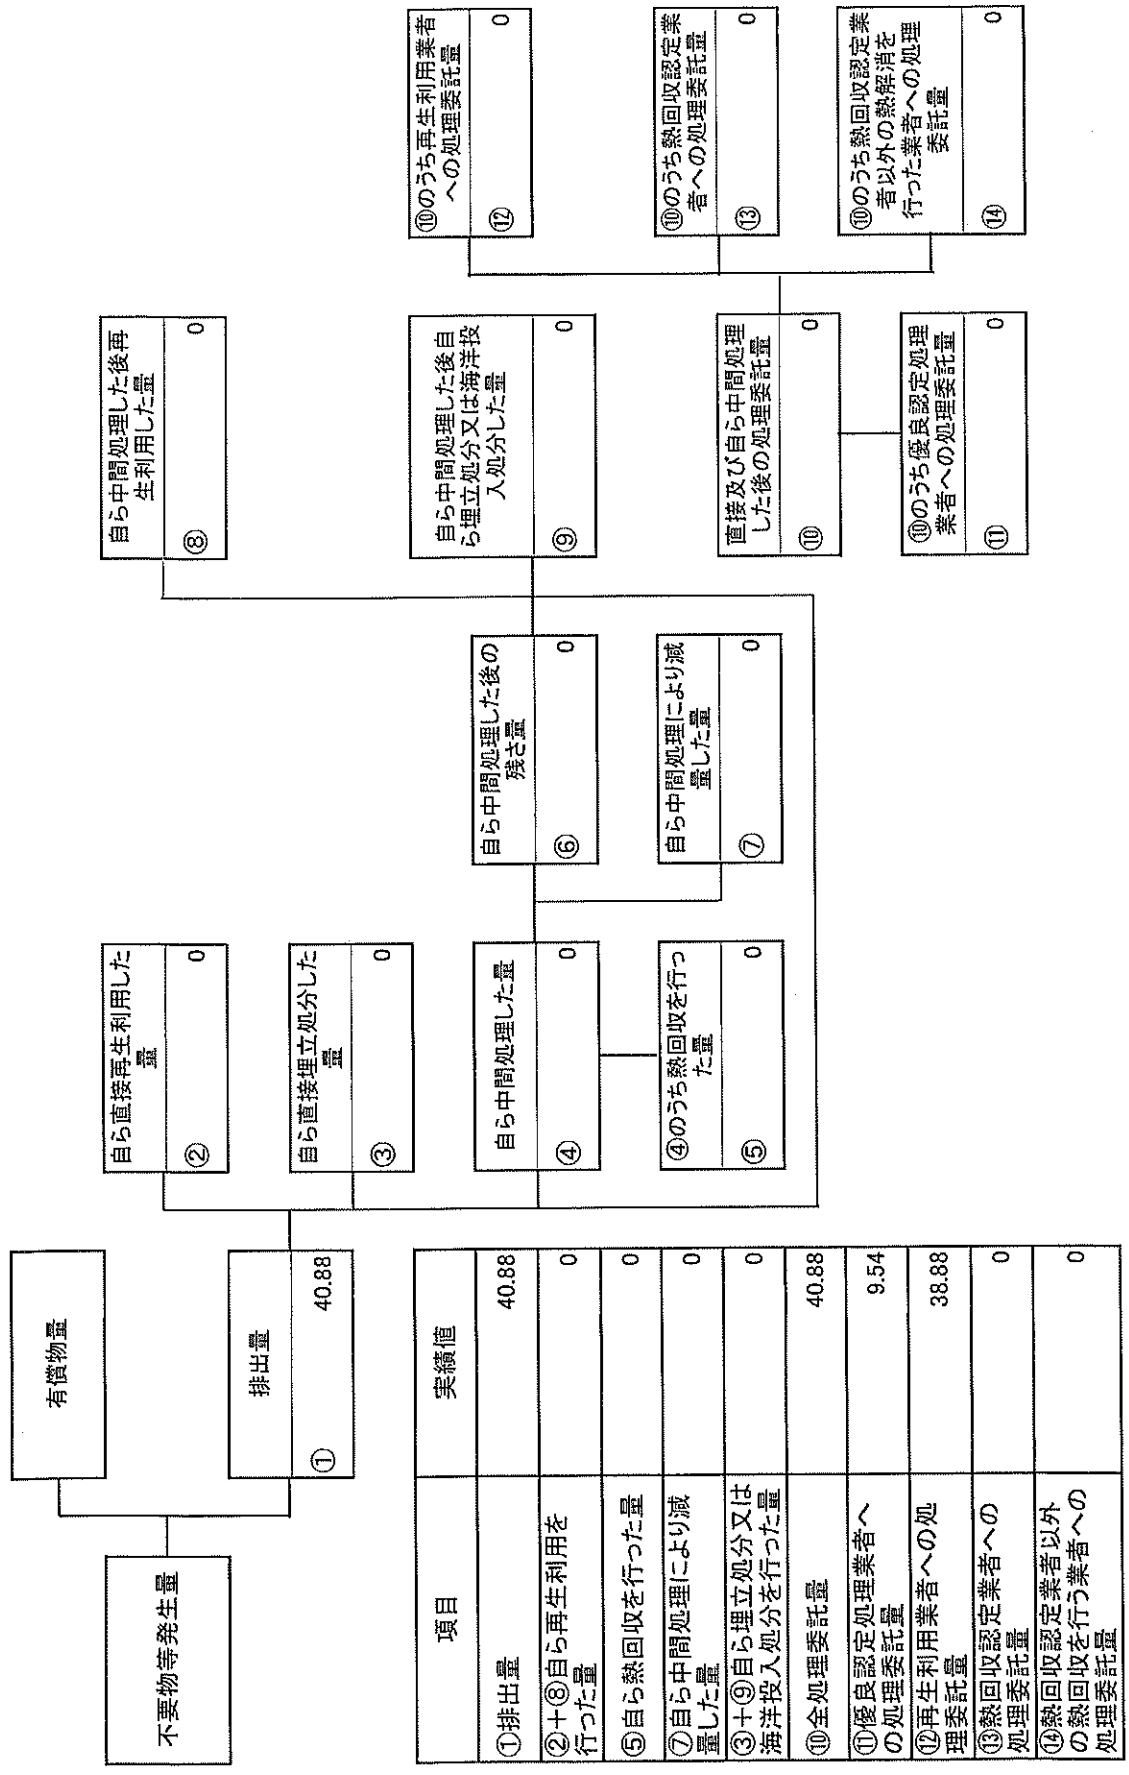 不要物等発生量
有償物量
排出量
①
40.88
自ら直接再生利用した
量
②
0
自ら直接埋立処分した
量
③
0
自ら中間処理した量
④
0
④のうち熱回収を行っ
た量
⑤
0
自ら中間処理した後の
残さ量
⑥
0
自ら中間処理により減
量した量
⑦
0
自ら中間処理した後再
生利用した量
⑧
0
自ら中間処理した後自
ら埋立処分又は海洋投
入処分した量
⑨
0
直接及び自ら中間処理
した後の処理委託量
⑩
0
⑩のうち優良認定処理
業者への処理委託量
⑪
0
⑩のうち再生利用業者
への処理委託量
⑫
0
⑩のうち熱回収認定業
者への処理委託量
⑬
0
⑩のうち熱回収認定業
者以外の熱解消を
行った業者への処理
委託量
⑭
0
項目
実績値
①排出量
40.88
②+⑧自ら再生利用を
行った量
0
⑤自ら熱回収を行った量
0
⑦自ら中間処理により減
量した量
0
③+⑨自ら埋立処分又は
海洋投入処分を行った量
0
⑩全処理委託量
40.88
⑪優良認定処理業者へ
の処理委託量
9.54
⑫再生利用業者への処
理委託量
38.88
⑬熱回収認定業者への
処理委託量
0
⑭熱回収認定業者以外
の熱回収を行う業者への
処理委託量
0